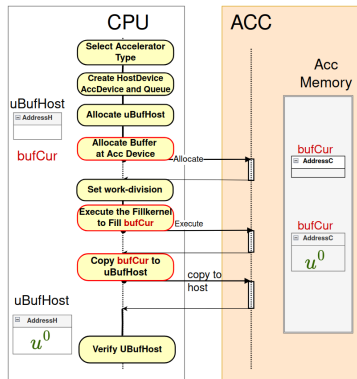 CPU
ACC
Select Accelerator
Type
Create HostDevice
AccDevice and Queue
Allocate uBufHost
uBufHost
AddressH
bufCur
Allocate Buffer
at Acc Device
Allocate
Acc
Memory
bufCur
AddressC
Set work-division
Execute the Fillkernel
to Fill bufCur
Execute
bufCur
AddressC
u⁰
Copy bufCur to
uBufHost
copy to
host
uBufHost
AddressH
u⁰
Verify UBufHost